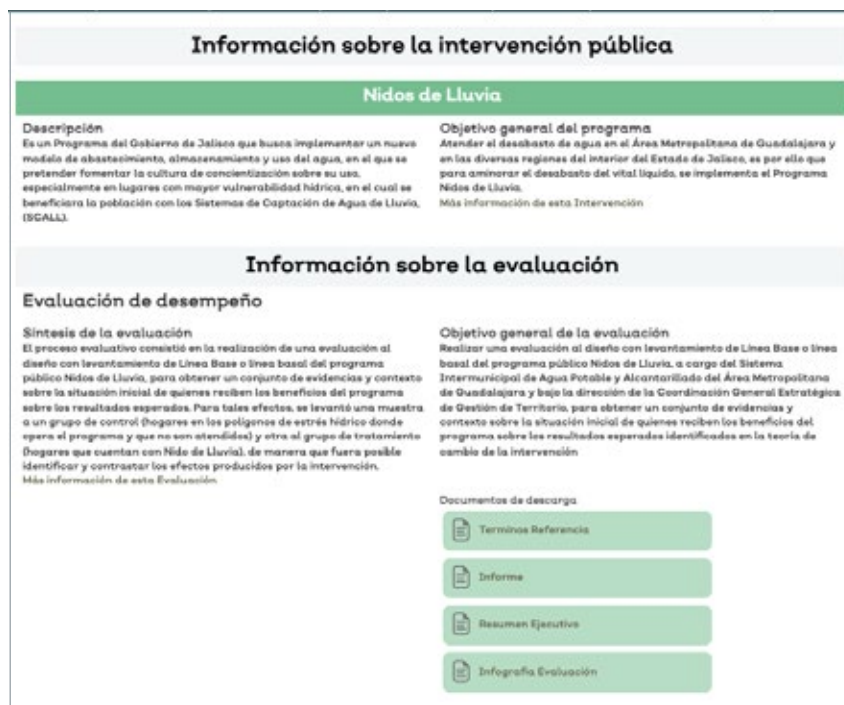 Información sobre la intervención pública
Nidos de Lluvia
Descripción
Es un Programa del Gobierno de Jalisco que busca implementar un nuevo
modelo de abastecimiento, almacenamiento y uso del agua, en el que se
pretender fomentar la cultura de concientización sobre su uso,
especialmente en lugares con mayor vulnerabilidad hídrica, en el cual se
beneficiara la población con los Sistemas de Captación de Agua de Lluvia,
(SCALL).
Objetivo general del programa
Atender el desabasto de agua en el Área Metropolitana de Guadalajara y
en las diversas regiones del interior del Estado de Jalisco, es por ello que
para aminorar el desabasto del vital líquido, se implementa el Programa
Nidos de Lluvia.
Más información de esta Intervención
Información sobre la evaluación
Evaluación de desempeño
Síntesis de la evaluación
El proceso evaluativo consistió en la realización de una evaluación al
diseño con levantamiento de Línea Base o línea basal del programa
público Nidos de Lluvia, para obtener un conjunto de evidencias y contexto
sobre la situación inicial de quienes reciben los beneficios del programa
sobre los resultados esperados. Para tales efectos, se levantó una muestra
a un grupo de control (hogares en los polígonos de estrés hídrico donde
opera el programa y que no son atendidos) y otra al grupo de tratamiento
(hogares que cuentan con Nido de Lluvia), de manera que fuera posible
identificar y contrastar los efectos producidos por la intervención.
Más información de esta Evaluación
Objetivo general de la evaluación
Realizar una evaluación al diseño con levantamiento de Línea Base o línea
basal del programa público Nidos de Lluvia, a cargo del Sistema
Intermunicipal de Agua Potable y Alcantarillado del Área Metropolitana
de Guadalajara y bajo la dirección de la Coordinación General Estratégica
de Gestión de Territorio, para obtener un conjunto de evidencias y
contexto sobre la situación inicial de quienes reciben los beneficios del
programa sobre los resultados esperados identificados en la teoría de
cambio de la intervención
Documentos de descarga
Terminos Referencia
Informe
Resumen Ejecutivo
Infografía Evaluación